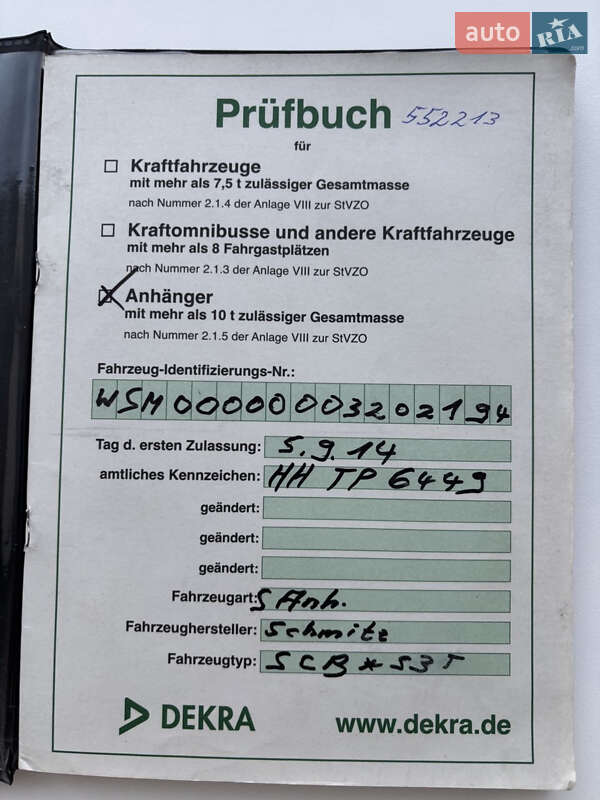 auto RIA .com
Prüfbuch 552213
für
Kraftfahrzeuge
mit mehr als 7,5 t zulässiger Gesamtmasse
nach Nummer 2.1.4 der Anlage VIII zur StVZO
Kraftomnibusse und andere Kraftfahrzeuge
mit mehr als 8 Fahrgastplätzen
nach Nummer 2.1.3 der Anlage VIII zur StVZO
Anhänger
mit mehr als 10 t zulässiger Gesamtmasse
nach Nummer 2.1.5 der Anlage VIII zur StVZO
Fahrzeug-Identifizierungs-Nr.:
WSM00000003202194
Tag d. ersten Zulassung: 5.9.14
amtliches Kennzeichen: HH TP 6449
geändert:
geändert:
geändert:
Fahrzeugart: SAnh.
Fahrzeughersteller: Schmitz
Fahrzeugtyp: SCB*S3T
DEKRA www.dekra.de